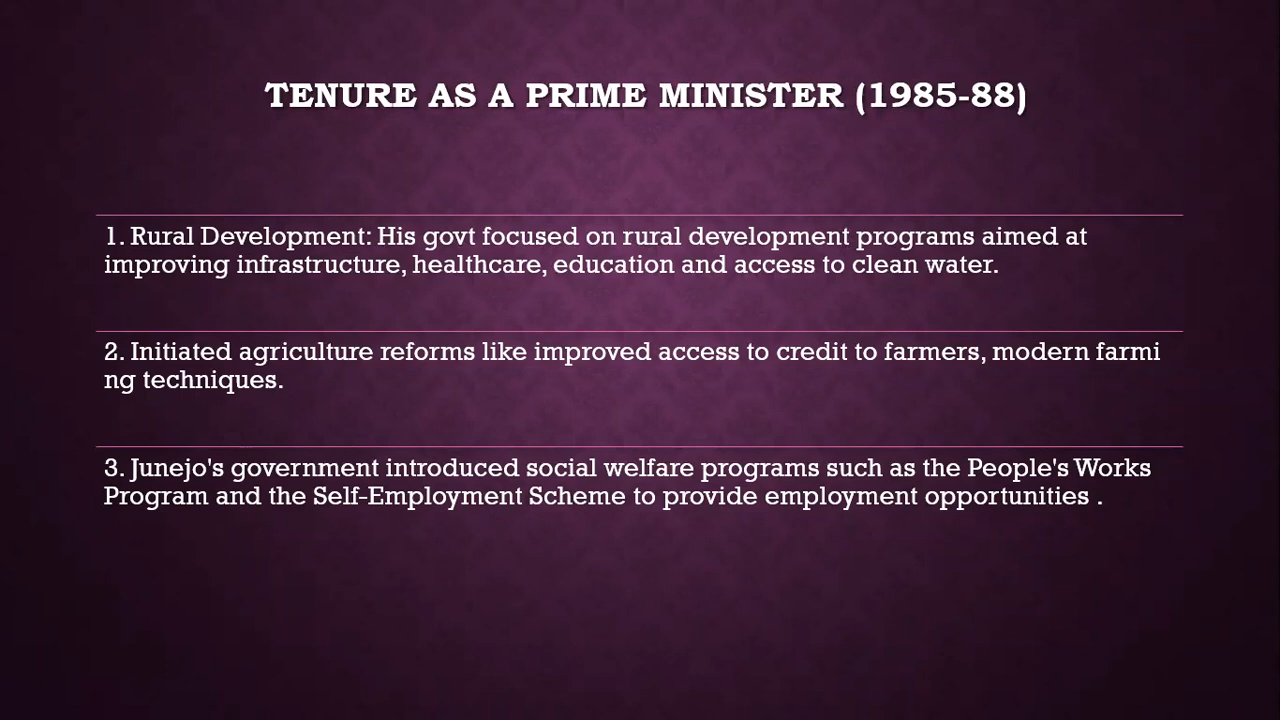 TENURE AS A PRIME MINISTER (1985-88)
1. Rural Development: His govt focused on rural development programs aimed at
improving infrastructure, healthcare, education and access to clean water.
2. Initiated agriculture reforms like improved access to credit to farmers, modern farmi
ng techniques.
3. Junejo's government introduced social welfare programs such as the People's Works
Program and the Self-Employment Scheme to provide employment opportunities .